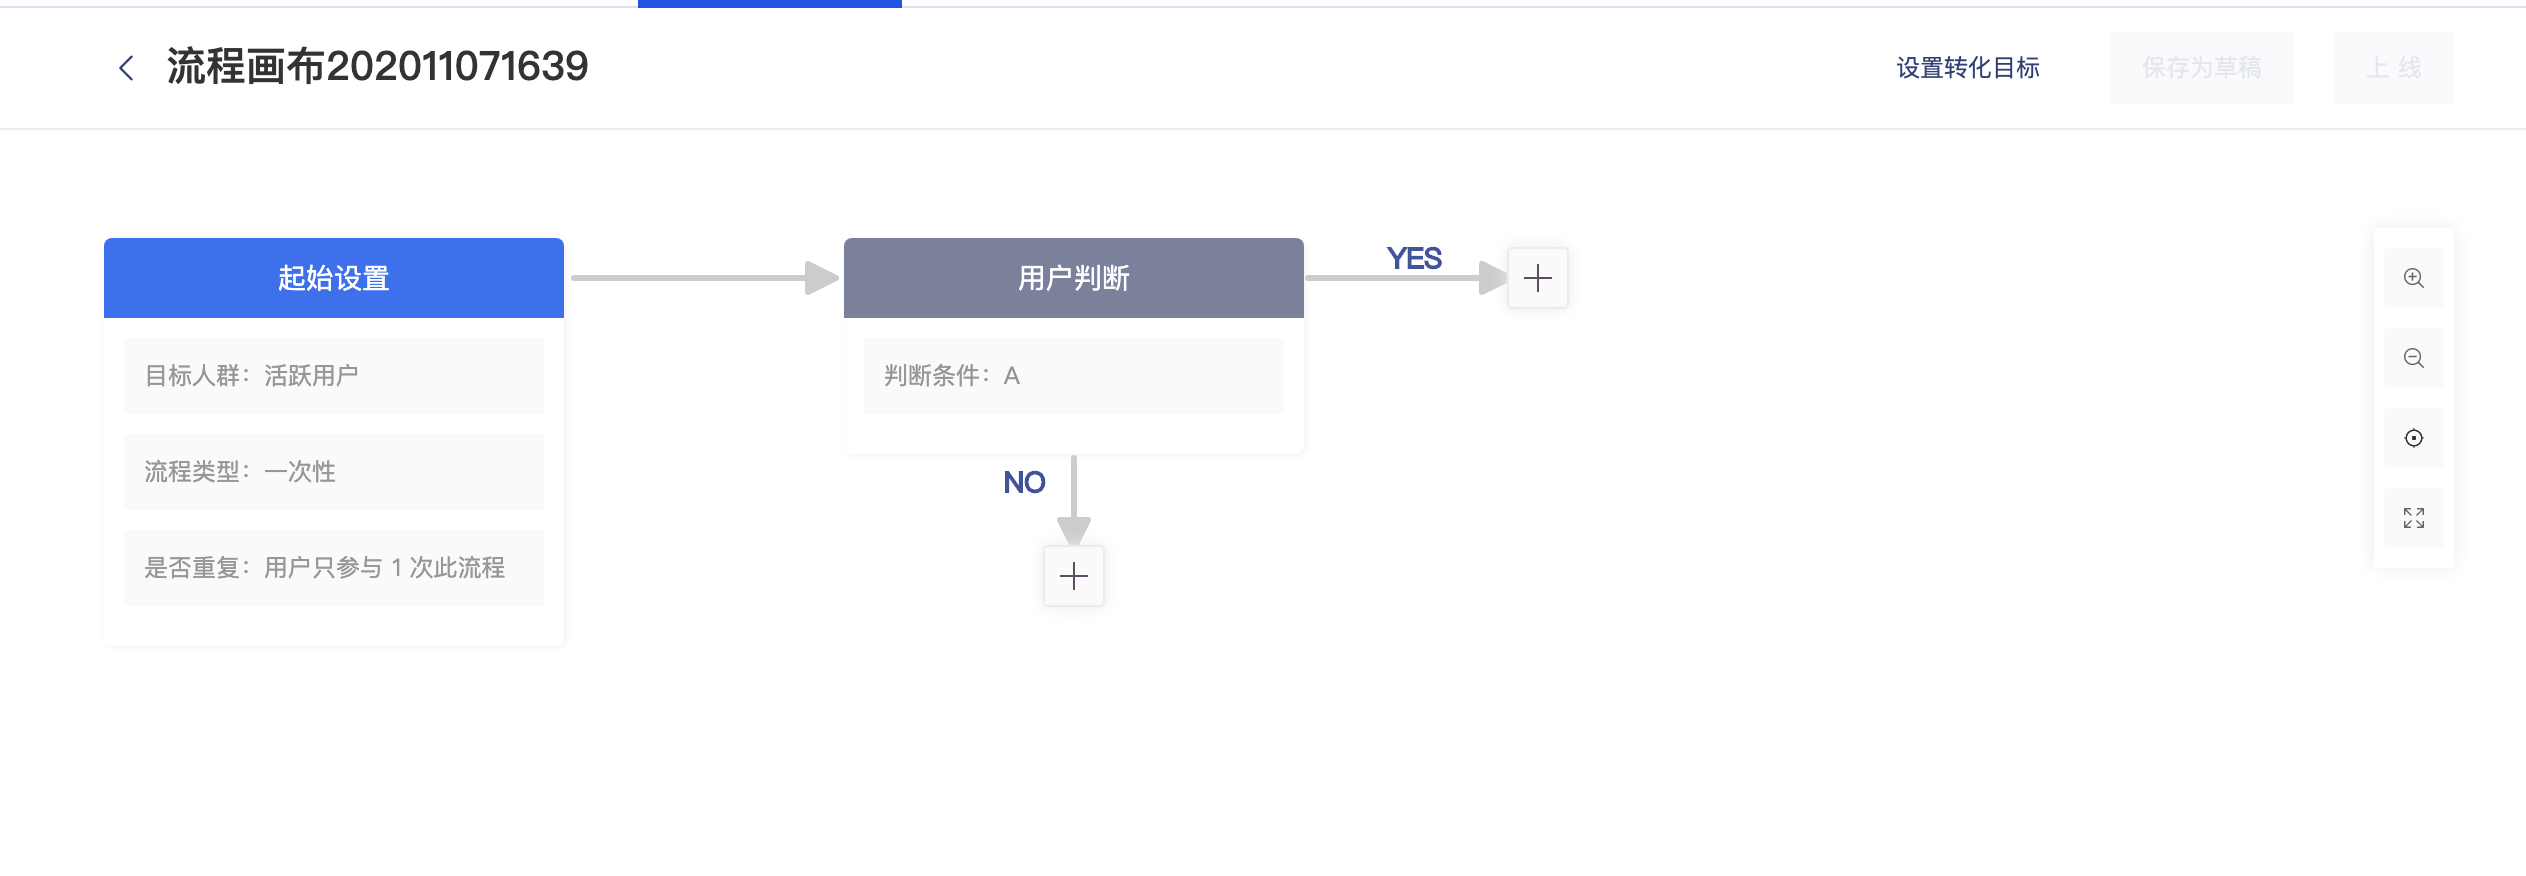 流程画布202011071639
设置转化目标
保存为草稿
上 线
起始设置
目标人群：活跃用户
流程类型：一次性
是否重复：用户只参与 1 次此流程
用户判断
判断条件：A
YES
NO